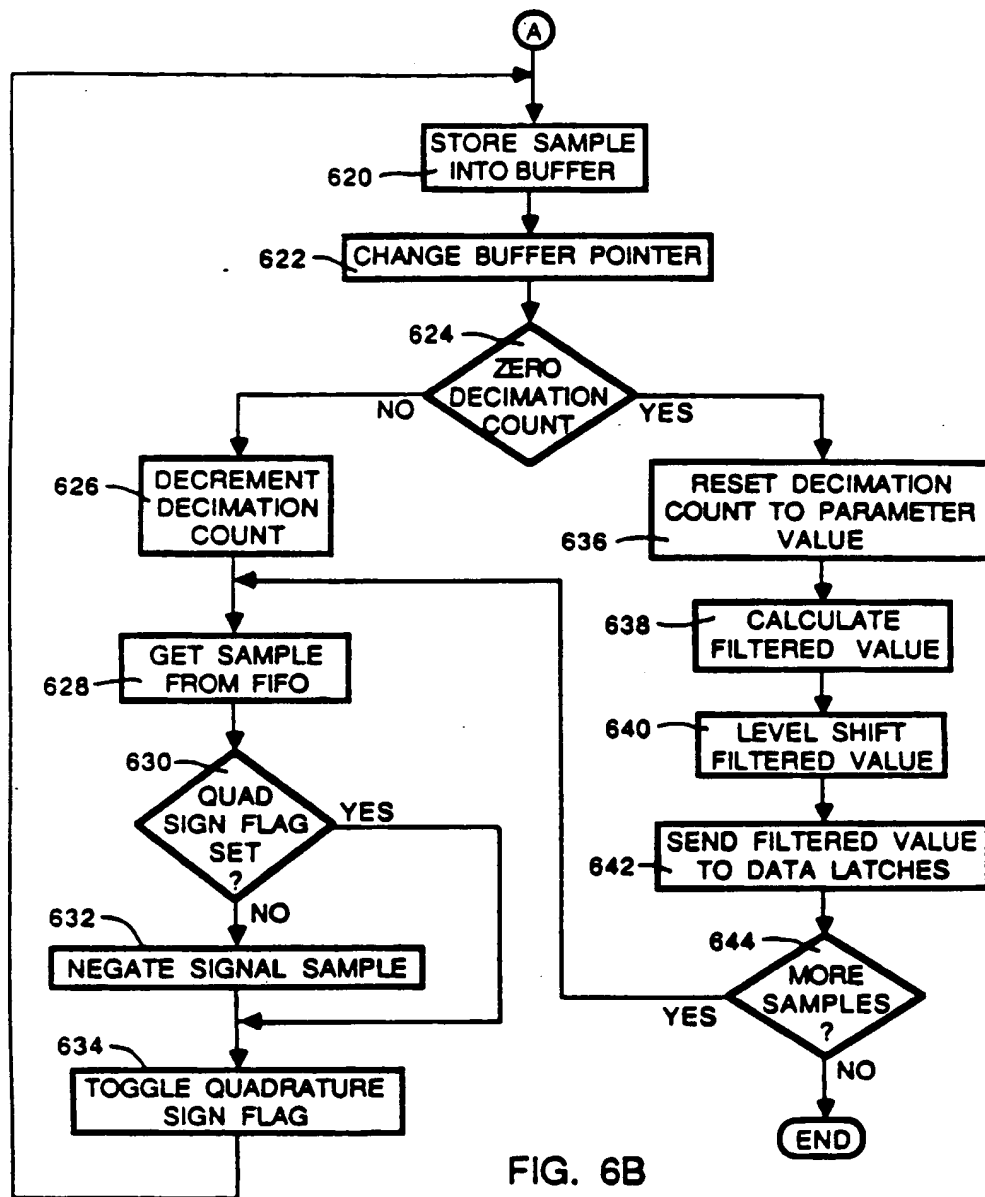 A
STORE SAMPLE
INTO BUFFER
620
622
CHANGE BUFFER POINTER
624
ZERO
DECIMATION
COUNT
NO
YES
626
DECREMENT
DECIMATION
COUNT
RESET DECIMATION
COUNT TO PARAMETER
VALUE
636
638
CALCULATE
FILTERED VALUE
GET SAMPLE
FROM FIFO
628
640
LEVEL SHIFT
FILTERED VALUE
630
QUAD
SIGN FLAG
SET
?
YES
NO
SEND FILTERED VALUE
TO DATA LATCHES
642
632
NEGATE SIGNAL SAMPLE
644
MORE
SAMPLES
?
YES
NO
634
TOGGLE QUADRATURE
SIGN FLAG
END
FIG. 6B